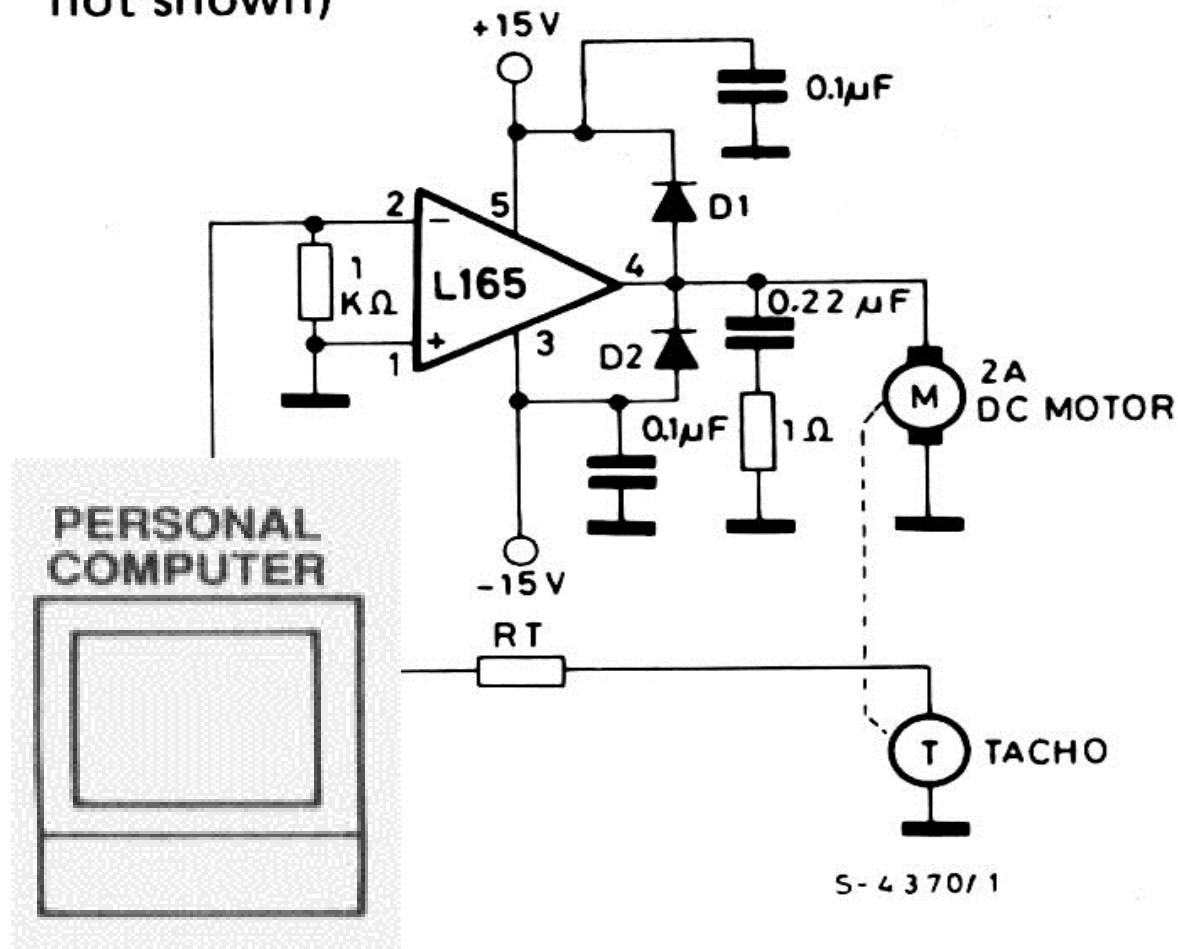 not shown)
+15V
0.1µF
2
5
−
D1
1
KΩ
L165
4
0.22 µF
+
1
3
D2
0.1µF
1Ω
M
2A
DC MOTOR
-15V
PERSONAL
COMPUTER
RT
T
TACHO
S-4370/1